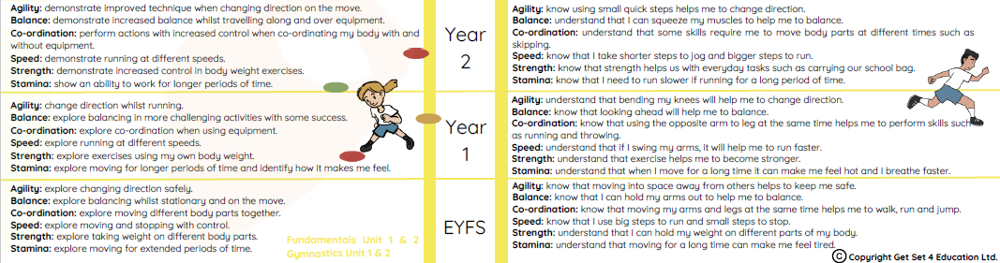 Agility: demonstrate improved technique when changing direction on the move.
Balance: demonstrate increased balance whilst travelling along and over equipment.
Co-ordination: perform actions with increased control when co-ordinating my body with and
without equipment.
Speed: demonstrate running at different speeds.
Strength: demonstrate increased control in body weight exercises.
Stamina: show an ability to work for longer periods of time.
Year
2
Agility: know using small quick steps helps me to change direction.
Balance: understand that I can squeeze my muscles to help me to balance.
Co-ordination: understand that some skills require me to move body parts at different times such as
skipping.
Speed: know that I take shorter steps to jog and bigger steps to run.
Strength: know that strength helps us with everyday tasks such as carrying our school bag.
Stamina: know that I need to run slower if running for a long period of time.
Agility: change direction whilst running.
Balance: explore balancing in more challenging activities with some success.
Co-ordination: explore co-ordination when using equipment.
Speed: explore running at different speeds.
Strength: explore exercises using my own body weight.
Stamina: explore moving for longer periods of time and identify how it makes me feel.
Year
1
Agility: understand that bending my knees will help me to change direction.
Balance: know that looking ahead will help me to balance.
Co-ordination: know that using the opposite arm to leg at the same time helps me to perform skills such
as running and throwing.
Speed: understand that if I swing my arms, it will help me to run faster.
Strength: understand that exercise helps me to become stronger.
Stamina: understand that when I move for a long time it can make me feel hot and I breathe faster.
Agility: explore changing direction safely.
Balance: explore balancing whilst stationary and on the move.
Co-ordination: explore moving different body parts together.
Speed: explore moving and stopping with control.
Strength: explore taking weight on different body parts.
Stamina: explore moving for extended periods of time.
Fundamentals Unit 1 & 2
Gymnastics Unit 1 & 2
EYFS
Agility: know that moving into space away from others helps to keep me safe.
Balance: know that I can hold my arms out to help me to balance.
Co-ordination: know that moving my arms and legs at the same time helps me to walk, run and jump.
Speed: know that I use big steps to run and small steps to stop.
Strength: understand that I can hold my weight on different parts of my body.
Stamina: understand that moving for a long time can make me feel tired.
© Copyright Get Set 4 Education Ltd.